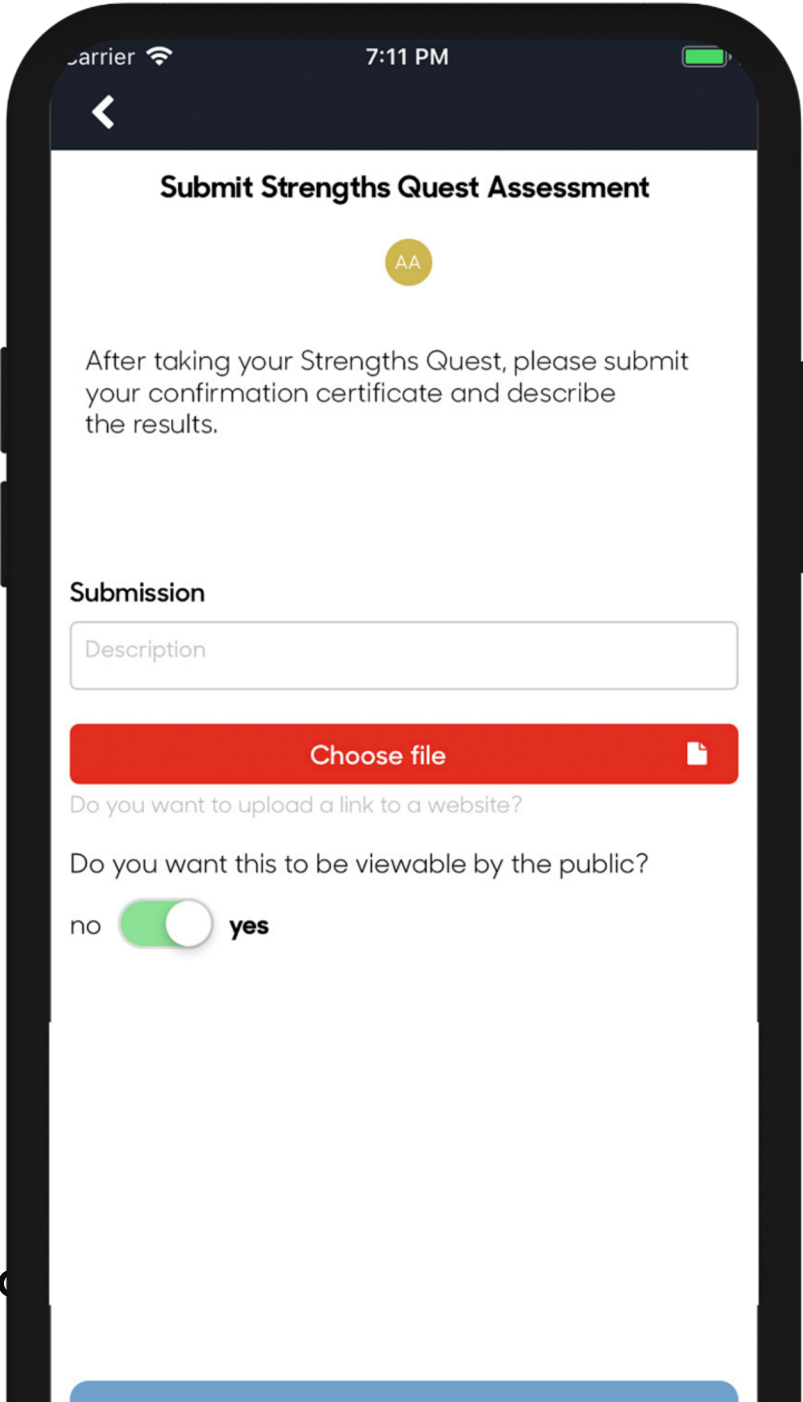 7:11 PM
Submit Strengths Quest Assessment
AA
After taking your Strengths Quest, please submit
your confirmation certificate and describe
the results.
Submission
Description
Choose file
Do you want to upload a link to a website?
Do you want this to be viewable by the public?
no yes